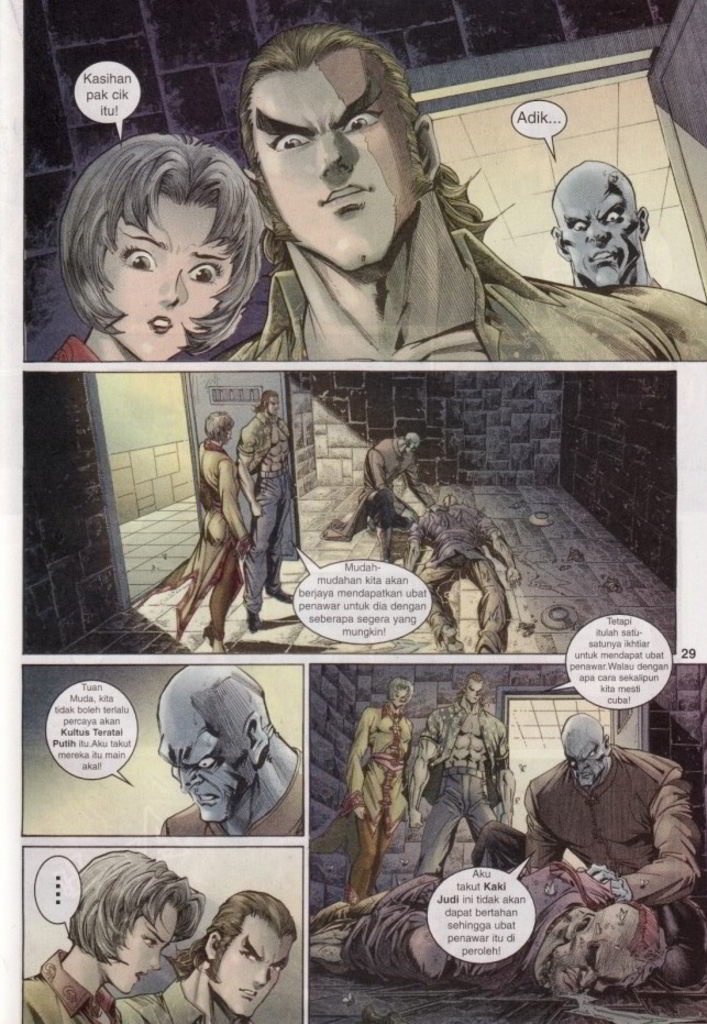 Kasihan
pak cik
itu!
Adik...
Mudah-
mudahan kita akan
berjaya mendapatkan ubat
penawar untuk dia dengan
seberapa segera yang
mungkin!
Tetapi
itulah satu-
satunya ikhtiar
untuk mendapat ubat
penawar.Walau dengan
apa cara sekalipun
kita mesti
cuba!
29
Tuan
Muda, kita
tidak boleh terlalu
percaya akan
Kultus Teratai
Putih itu.Aku takut
mereka itu main
akal!
Aku
takut Kaki
Judi ini tidak akan
dapat bertahan
sehingga ubat
penawar itu di
peroleh!
...